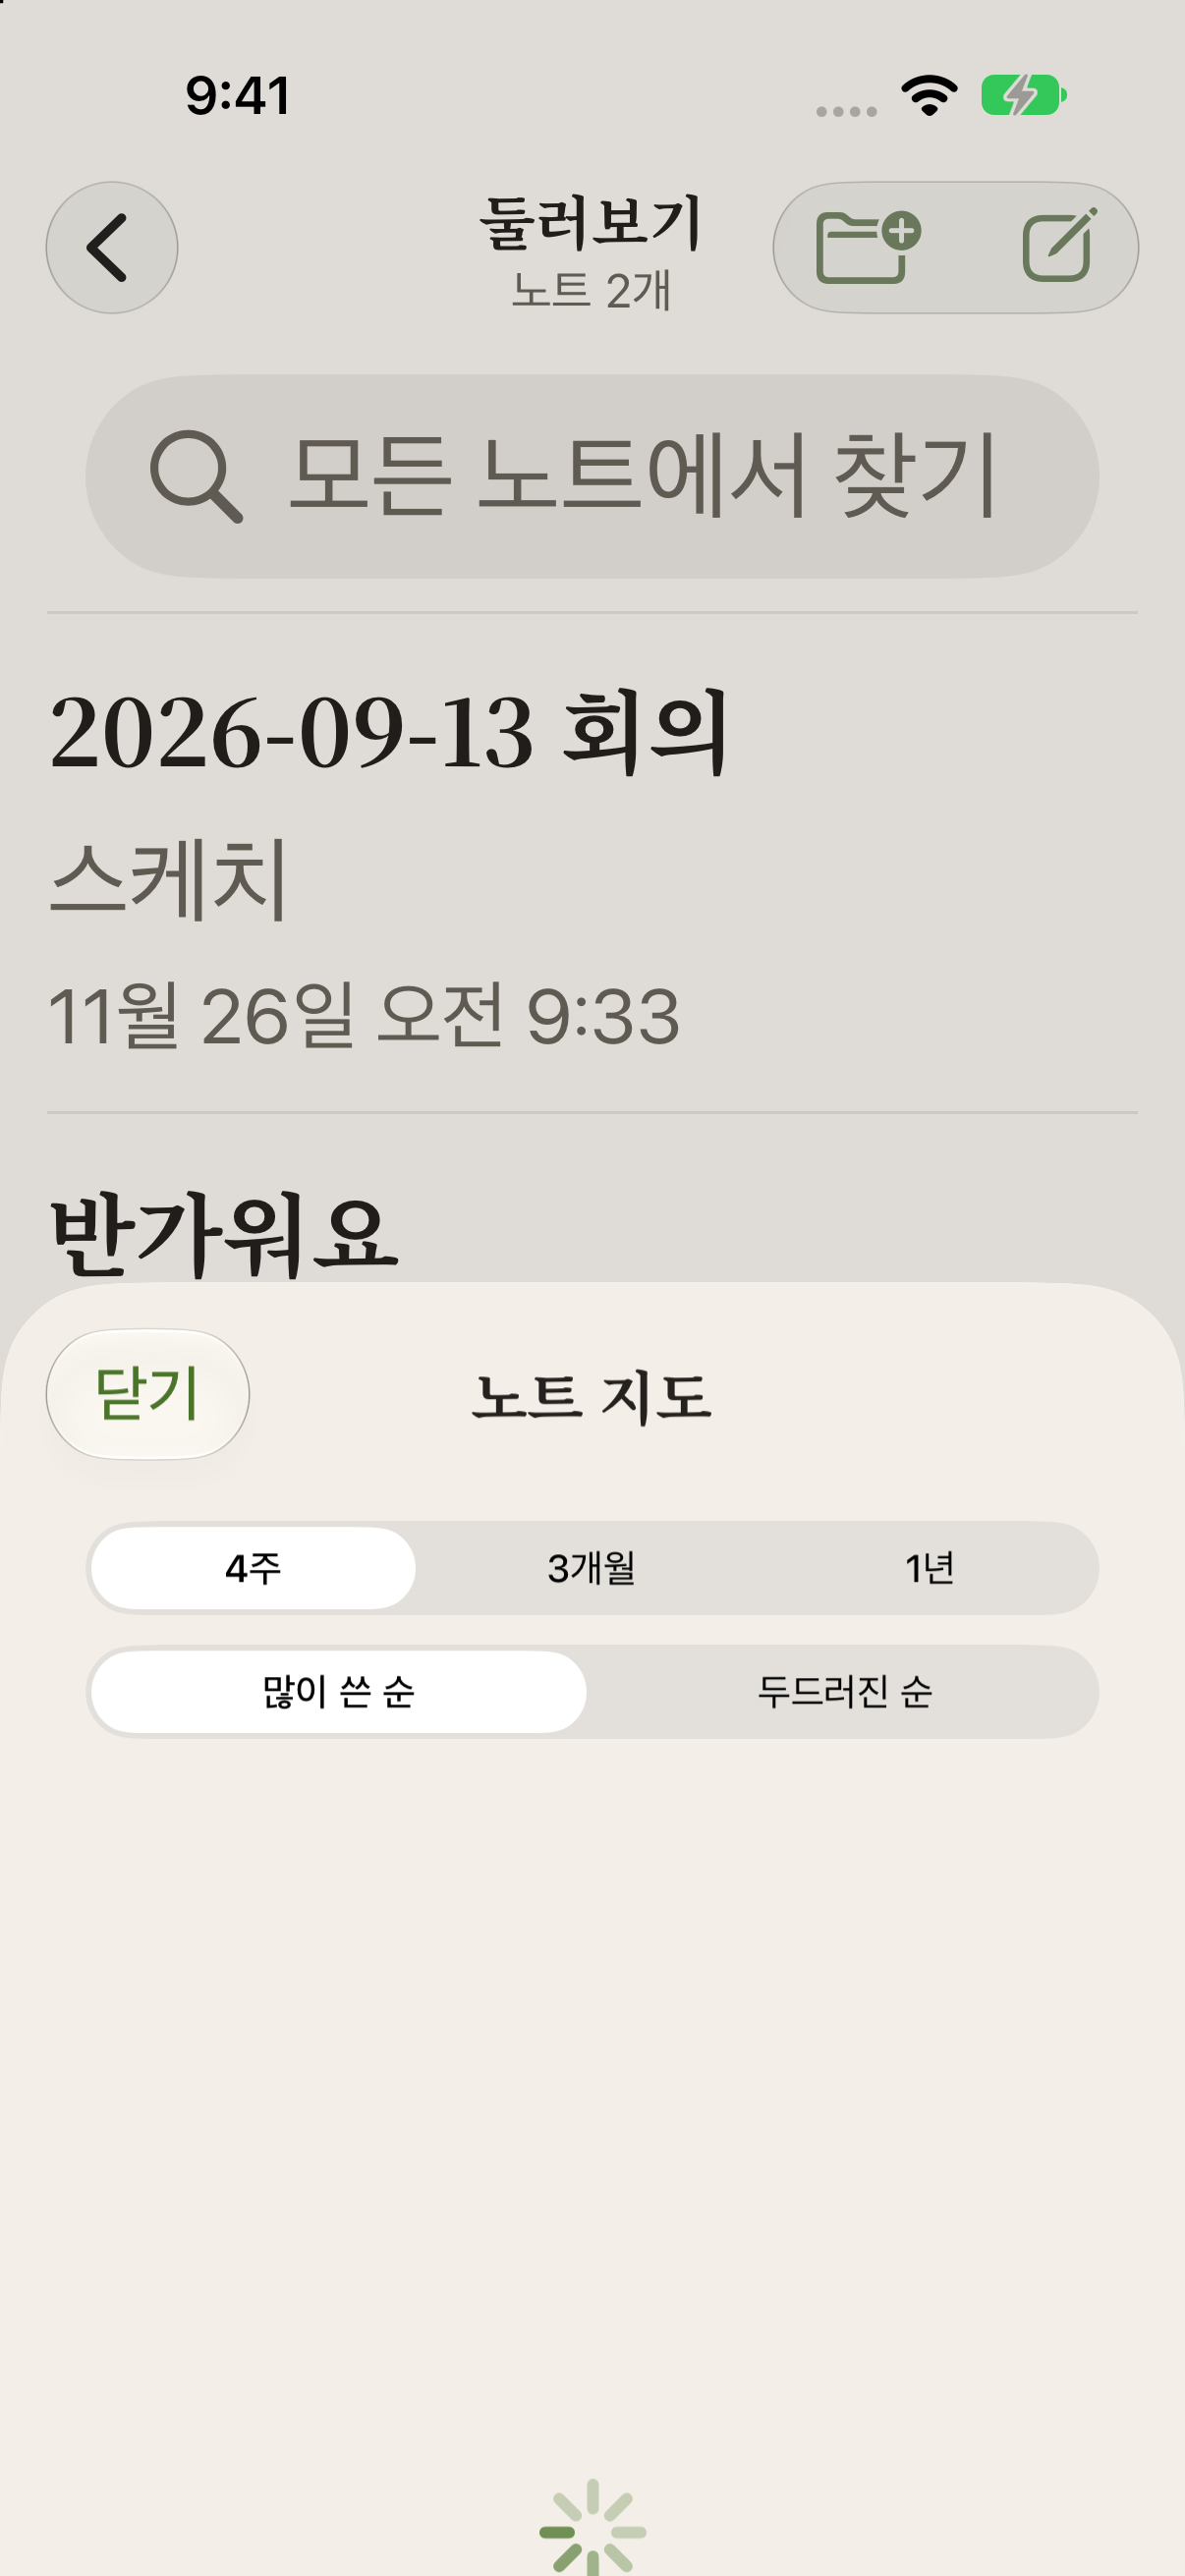 9:41
둘러보기
노트 2개
모든 노트에서 찾기
2026-09-13 회의
스케치
11월 26일 오전 9:33
반가워요
닫기
노트 지도
4주 3개월 1년
많이 쓴 순 두드러진 순